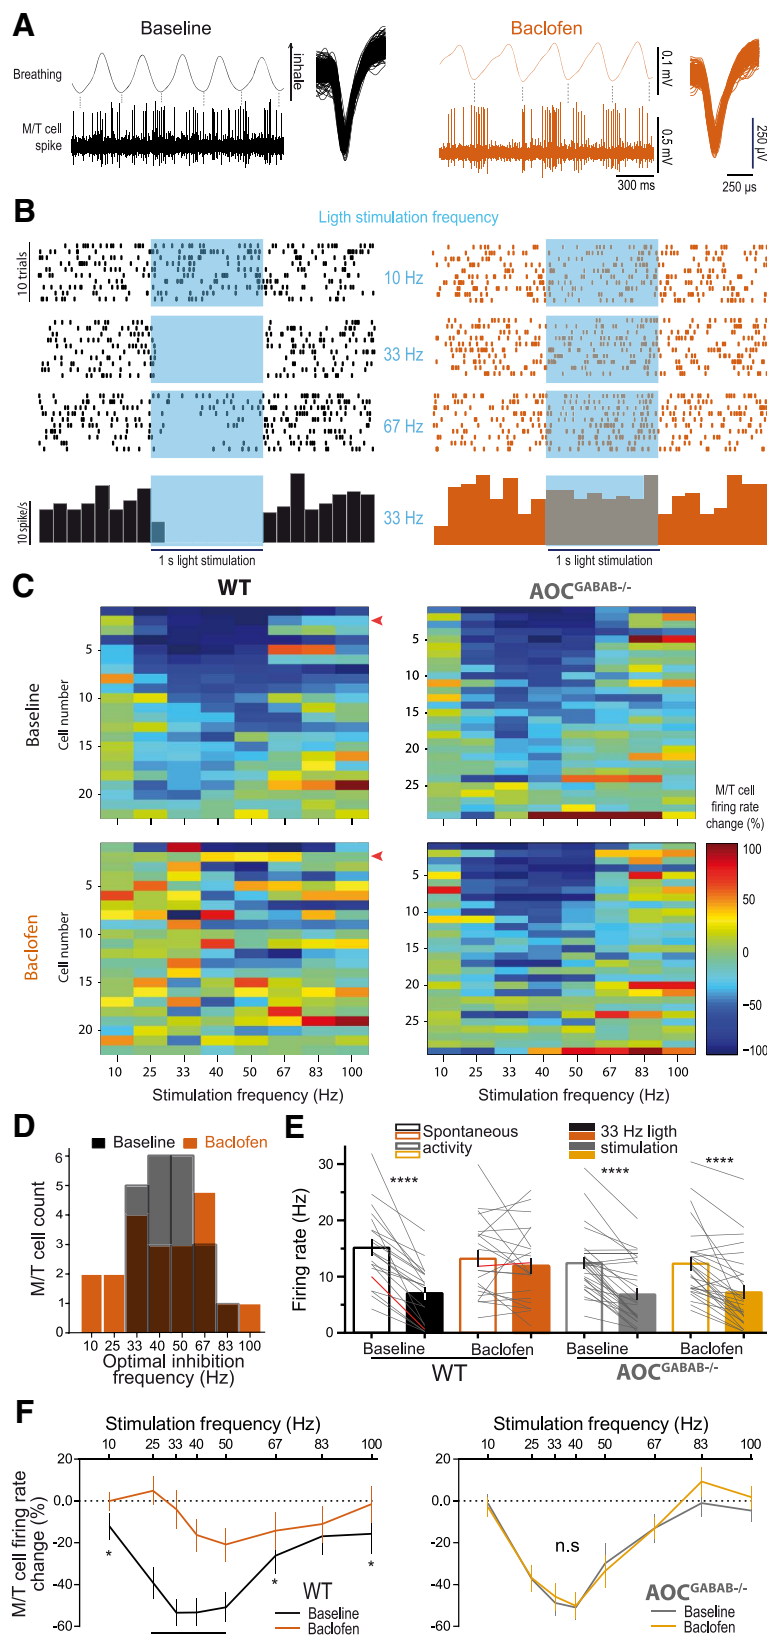 A
Baseline
Baclofen
Breathing
inhale
0.1 mV
M/T cell
spike
0.5 mV
250 µV
300 ms
250 µs
B
Ligth stimulation frequency
10 trials
10 Hz
33 Hz
67 Hz
10 spike/s
33 Hz
1 s light stimulation
1 s light stimulation
C
WT
AOC GABAB-/-
Baseline
Cell number
5
10
15
20
5
10
15
20
25
M/T cell
firing rate
change (%)
Baclofen
Cell number
5
10
15
20
5
10
15
20
25
100
50
0
−50
−100
10 25 33 40 50 67 83 100
10 25 33 40 50 67 83 100
Stimulation frequency (Hz)
Stimulation frequency (Hz)
D
Baseline
Baclofen
M/T cell count
6
5
4
3
2
1
0
10 25 33 40 50 67 83 100
Optimal inhibition
frequency (Hz)
E
Spontaneous
activity
33 Hz ligth
stimulation
Firing rate (Hz)
30
20
10
0
****
****
****
Baseline
Baclofen
Baseline
Baclofen
WT
AOC GABAB-/-
F
Stimulation frequency (Hz)
Stimulation frequency (Hz)
10 25 33 40 50 67 83 100
10 25 33 40 50 67 83 100
M/T cell firing rate
change (%)
20
0.0
-20
-40
-60
*
*
*
WT
Baseline
Baclofen
20
0.0
-20
-40
-60
n.s
AOC GABAB-/-
Baseline
Baclofen